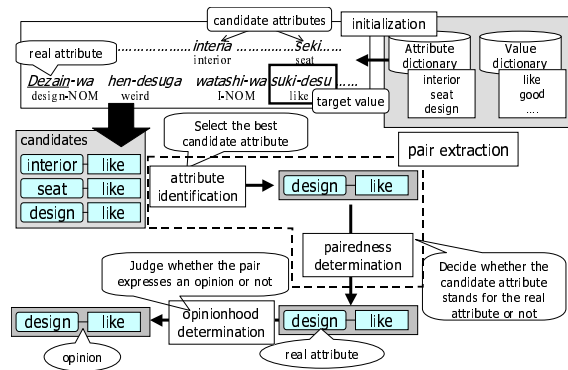 candidate attributes
initialization
real attribute
.....................interia ..................seki......
interior seat
Dezain-wa hen-desuga watashi-wa suki-desu .....
design-NOM weird I-NOM like
target value
Attribute dictionary
Value dictionary
interior
seat
design
like
good
....
candidates
interior like
seat like
design like
Select the best
candidate attribute
pair extraction
attribute
identification
design like
pairedness
determination
Decide whether the
candidate attribute
stands for the real
attribute or not
Judge whether the pair
expresses an opinion or not
opinionhood
determination
design like
design like
opinion
real attribute